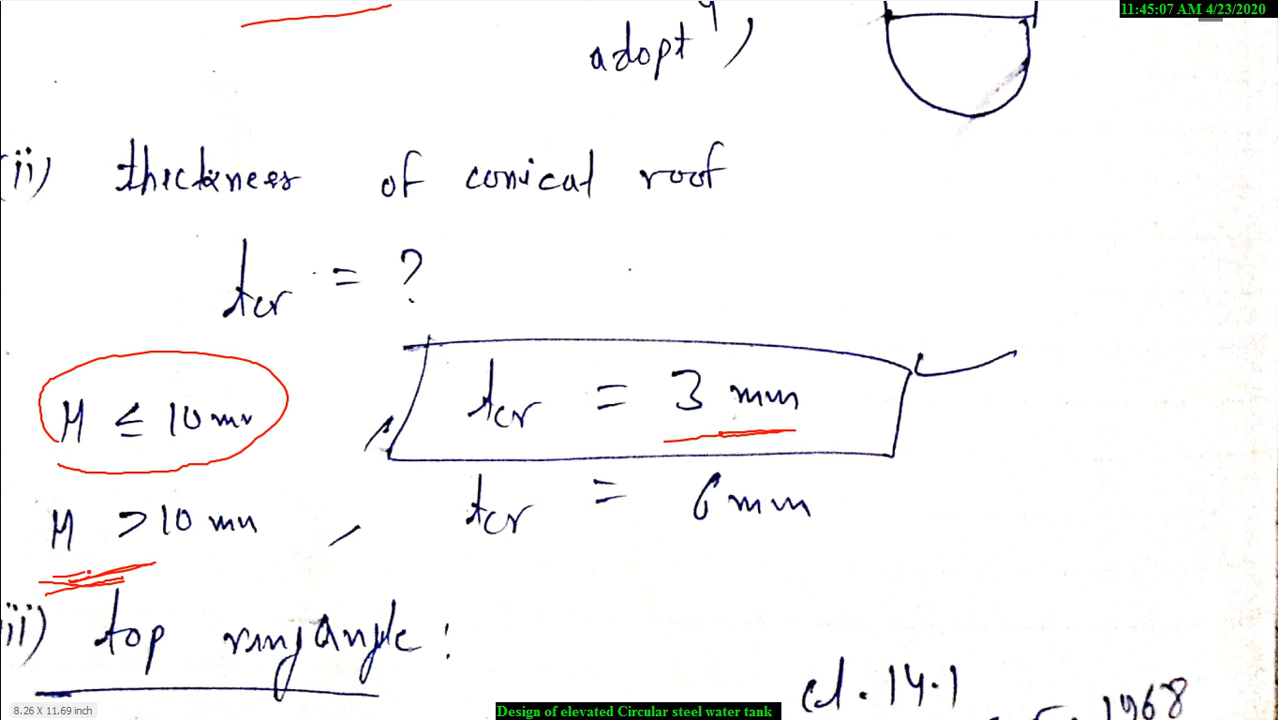 11:45:07 AM 4/23/2020
adopt,
(ii) thickness of conical roof
tcr = ?
H ≤ 10 mm tcr = 3 mm
H > 10 mm , tcr = 6 mm
iii) top ring angle :
cl. 14.1
1968
8.26 X 11.69 inch
Design of elevated Circular steel water tank